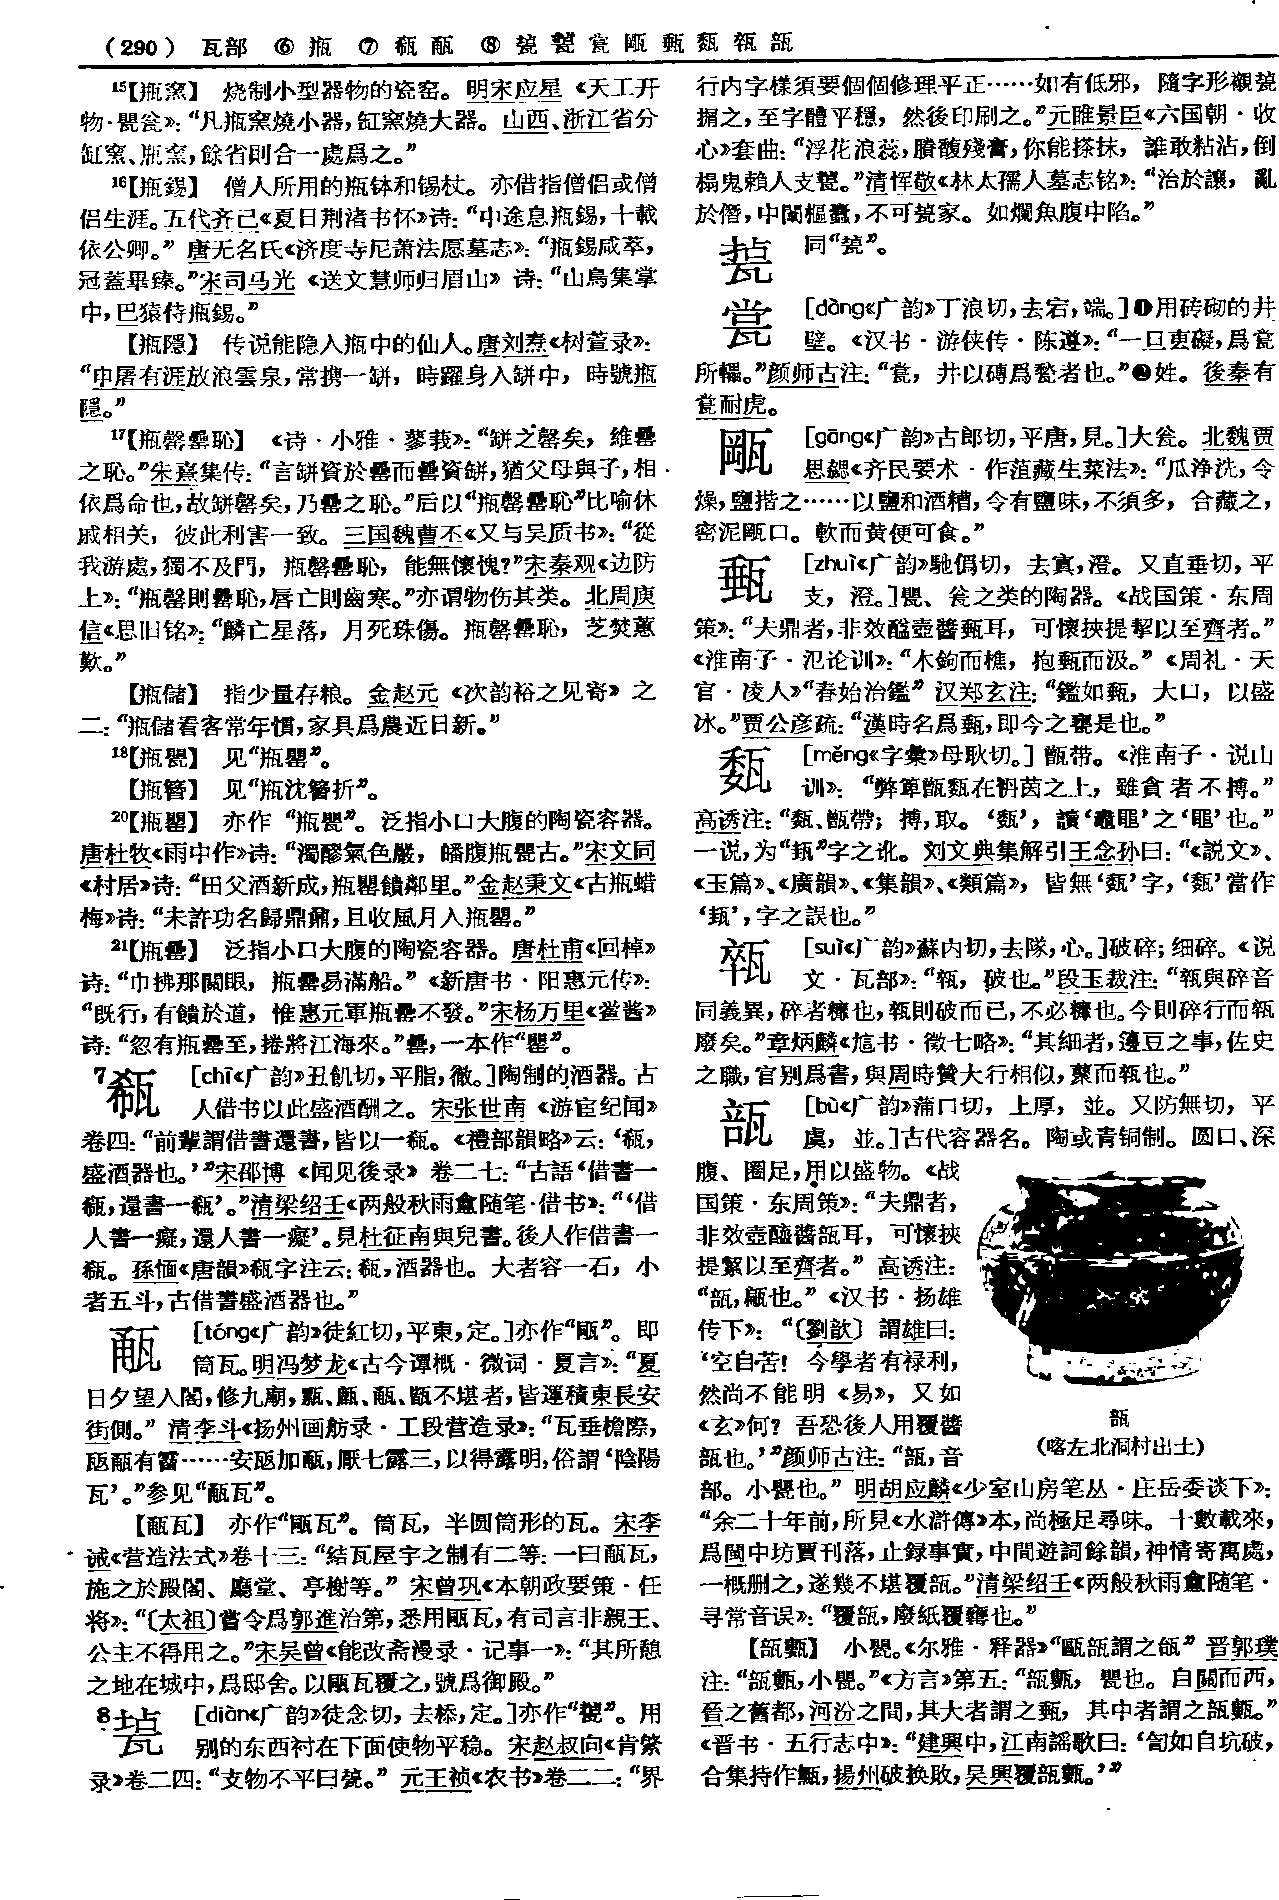 （290） 瓦部 ⑥ 瓶 ⑦ 瓻 㼧 ⑧ 㼭 瓽 㼚 甀 㼹 㼯 瓿
15【瓶窯】 烧制小型器物的瓷窑。明宋应星《天工开
物·甖瓮》：“凡瓶窯燒小器，缸窯燒大器。山西、浙江省分
缸窯、瓶窯，餘省則合一處爲之。”
16【瓶錫】 僧人所用的瓶钵和锡杖。亦借指僧侣或僧
侣生涯。五代齐己《夏日荆渚书怀》诗：“中途息瓶錫，十載
依公卿。”唐无名氏《济度寺尼萧法愿墓志》：“瓶錫咸萃，
冠蓋畢臻。”宋司马光《送文慧师归眉山》诗：“山鳥集掌
中，巴猿侍瓶錫。”
【瓶隱】 传说能隐入瓶中的仙人。唐刘焘《树萱录》：
“申屠有涯放浪雲泉，常携一缾，時躍身入缾中，時號瓶
隱。”
17【瓶罄罍恥】 《诗·小雅·蓼莪》：“缾之罄矣，維罍
之恥。”朱熹集传：“言缾資於罍而罍資缾，猶父母與子，相
依爲命也，故缾罄矣，乃罍之恥。”后以“瓶罄罍恥”比喻休
戚相关，彼此利害一致。三国魏曹丕《又与吴质书》：“從
我游處，獨不及門，瓶罄罍恥，能無懷愧？”宋秦观《边防
上》：“瓶罄則罍恥，唇亡則齒寒。”亦谓物伤其类。北周庾
信《思旧铭》：“麟亡星落，月死珠傷。瓶罄罍恥，芝焚蕙
歎。”
【瓶儲】 指少量存粮。金赵元《次韵裕之见寄》之
二：“瓶儲看客常年慣，家具爲農近日新。”
18【瓶甖】 见“瓶罌”。
【瓶簪】 见“瓶沈簪折”。
20【瓶罌】 亦作“瓶甖”。泛指小口大腹的陶瓷容器。
唐杜牧《雨中作》诗：“濁醪氣色嚴，皤腹瓶甖古。”宋文同
《村居》诗：“田父酒新成，瓶罌饋鄰里。”金赵秉文《古瓶蜡
梅》诗：“未許功名歸鼎鼐，且收風月入瓶罌。”
21【瓶罍】 泛指小口大腹的陶瓷容器。唐杜甫《回棹》
诗：“巾拂那關眼，瓶罍易滿船。”《新唐书·阳惠元传》：
“既行，有饋於道，惟惠元軍瓶罍不發。”宋杨万里《尝酱》
诗：“忽有瓶罍至，捲將江海來。”罍，一本作“罌”。
7瓻 [chī《广韵》丑飢切，平脂，徹。]陶制的酒器。古
人借书以此盛酒酬之。宋张世南《游宦纪闻》
卷四：“前輩謂借書還書，皆以一瓻。《禮部韻略》云：‘瓻，
盛酒器也。’”宋邵博《闻见後录》卷二七：“古語‘借書一
瓻，還書一瓻’。”清梁绍壬《两般秋雨盦随笔·借书》：“‘借
人書一癡，還人書一癡’。見杜征南與兒書。後人作借書一
瓻。孫愐《唐韻》瓻字注云：瓻，酒器也。大者容一石，小
者五斗，古借書盛酒器也。”
㼧 [tóng《广韵》徒紅切，平東，定。]亦作“㼧”。即
筒瓦。明冯梦龙《古今谭概·微词·夏言》：“夏
日夕望入閣，修九廟，甎、㼧、瓴不堪者，皆運積東長安
街側。”清李斗《扬州画舫录·工段营造录》：“瓦垂檐際，
瓪㼧有霤……安瓪加㼧，厭七露三，以得露明，俗謂‘陰陽
瓦’。”参见“㼧瓦”。
【㼧瓦】 亦作“㼧瓦”。筒瓦，半圆筒形的瓦。宋李
诫《营造法式》卷十三：“結瓦屋宇之制有二等：一曰㼧瓦，
施之於殿閣、廳堂、亭榭等。”宋曾巩《本朝政要策·任
将》：“〔太祖〕嘗令爲郭進治第，悉用㼧瓦，有司言非親王、
公主不得用之。”宋吴曾《能改斋漫录·记事一》：“其所憩
之地在城中，爲邸舍。以㼧瓦覆之，號爲御殿。”
8㼭 [diàn《广韵》徒念切，去㮇，定。]亦作“㼭”。用
别的东西衬在下面使物平稳。宋赵叔向《肯綮
录》卷二四：“支物不平曰㼭。”元王祯《农书》卷二二：“界
行内字樣須要個個修理平正……如有低邪，隨字形襯㼭
㨄之，至字體平穩，然後印刷之。”元睢景臣《六国朝·收
心》套曲：“浮花浪蕊，賸馥殘膏，你能搽抹，誰敢粘沾，倒
榻鬼賴人支㼭。”清恽敬《林太孺人墓志铭》：“治於讓，亂
於僭，中閫樞蠹，不可㼭家。如爛魚腹中陷。”
同“㼭”。
瓽 [dàng《广韵》丁浪切，去宕，端。]❶用砖砌的井
壁。《汉书·游侠传·陈遵》：“一旦叀礙，爲瓽
所轠。”颜师古注：“瓽，井以磚爲甃者也。”❷姓。後秦有
瓽耐虎。
㼚 [gāng《广韵》古郎切，平唐，見。]大瓮。北魏贾
思勰《齐民要术·作菹藏生菜法》：“瓜淨洗，令
燥，鹽揩之……以鹽和酒糟，令有鹽味，不須多，合藏之，
密泥㼚口。軟而黄便可食。”
甀 [zhuì《广韵》馳僞切，去寘，澄。又直垂切，平
支，澄。]甖、瓮之类的陶器。《战国策·东周
策》：“夫鼎者，非效醯壺醬甀耳，可懷挾提挈以至齊者。”
《淮南子·氾论训》：“木鉤而樵，抱甀而汲。”《周礼·天
官·凌人》“春始治鑑”汉郑玄注：“鑑如甀，大口，以盛
冰。”贾公彦疏：“漢時名爲甀，即今之甕是也。”
[měng《字彙》母耿切。]甑带。《淮南子·说山
训》：“弊箄甑㼹在袇茵之上，雖貪者不搏。”
高诱注：“㼹、甑帶；搏，取。‘㼹’，讀‘鼃黽’之‘黽’也。”
一说，为“㼝”字之讹。刘文典集解引王念孙曰：“《説文》、
《玉篇》、《廣韻》、《集韻》、《類篇》，皆無‘㼹’字，‘㼹’當作
‘㼝’，字之誤也。”
㼯 [suì《广韵》蘇内切，去隊，心。]破碎；细碎。《说
文·瓦部》：“㼯，破也。”段玉裁注：“㼯與碎音
同義異，碎者䊳也，㼯則破而已，不必䊳也。今則碎行而㼯
廢矣。”章炳麟《訄书·徵七略》：“其細者，籩豆之事，佐史
之職，官别爲書，與周時贊大行相似，蘱而㼯也。”
瓿 [bù《广韵》蒲口切，上厚，並。又防無切，平
虞，並。]古代容器名。陶或青铜制。圆口、深
腹、圈足，用以盛物。《战
国策·东周策》：“夫鼎者，
非效壺醯醬瓿耳，可懷挾
提絜以至齊者。”高诱注：
“瓿，甌也。”《汉书·扬雄
传下》：“〔劉歆〕謂雄曰：
‘空自苦！今學者有禄利，
然尚不能明《易》，又如
《玄》何？吾恐後人用覆醬
瓿也。’”颜师古注：“瓿，音
部。小甖也。”明胡应麟《少室山房笔丛·庄岳委谈下》：
“余二十年前，所見《水滸傳》本，尚極足尋味。十數載來，
爲閩中坊賈刊落，止録事實，中間遊詞餘韻，神情寄寓處，
一概删之，遂幾不堪覆瓿。”清梁绍壬《两般秋雨盦随笔·
寻常音误》：“覆瓿，廢紙覆罋也。”
【瓿甊】 小甖。《尔雅·释器》“甌瓿謂之瓵”晋郭璞
注：“瓿甊，小甖。”《方言》第五：“瓿甊，甖也。自關而西，
晉之舊都，河汾之間，其大者謂之甀，其中者謂之瓿甊。”
《晋书·五行志中》：“建興中，江南謡歌曰：‘訇如白坑破，
合集持作甒，揚州破换敗，吴興覆瓿甊。’”
瓿
（喀左北洞村出土）